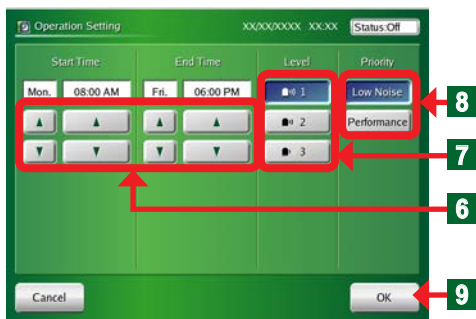 Operation Setting XX/XX/XXXX XX:XX Status:Off
Start Time End Time Level Priority
Mon. 08:00 AM Fri. 06:00 PM 1 Low Noise
2 Performance
3
8
7
6
Cancel OK 9